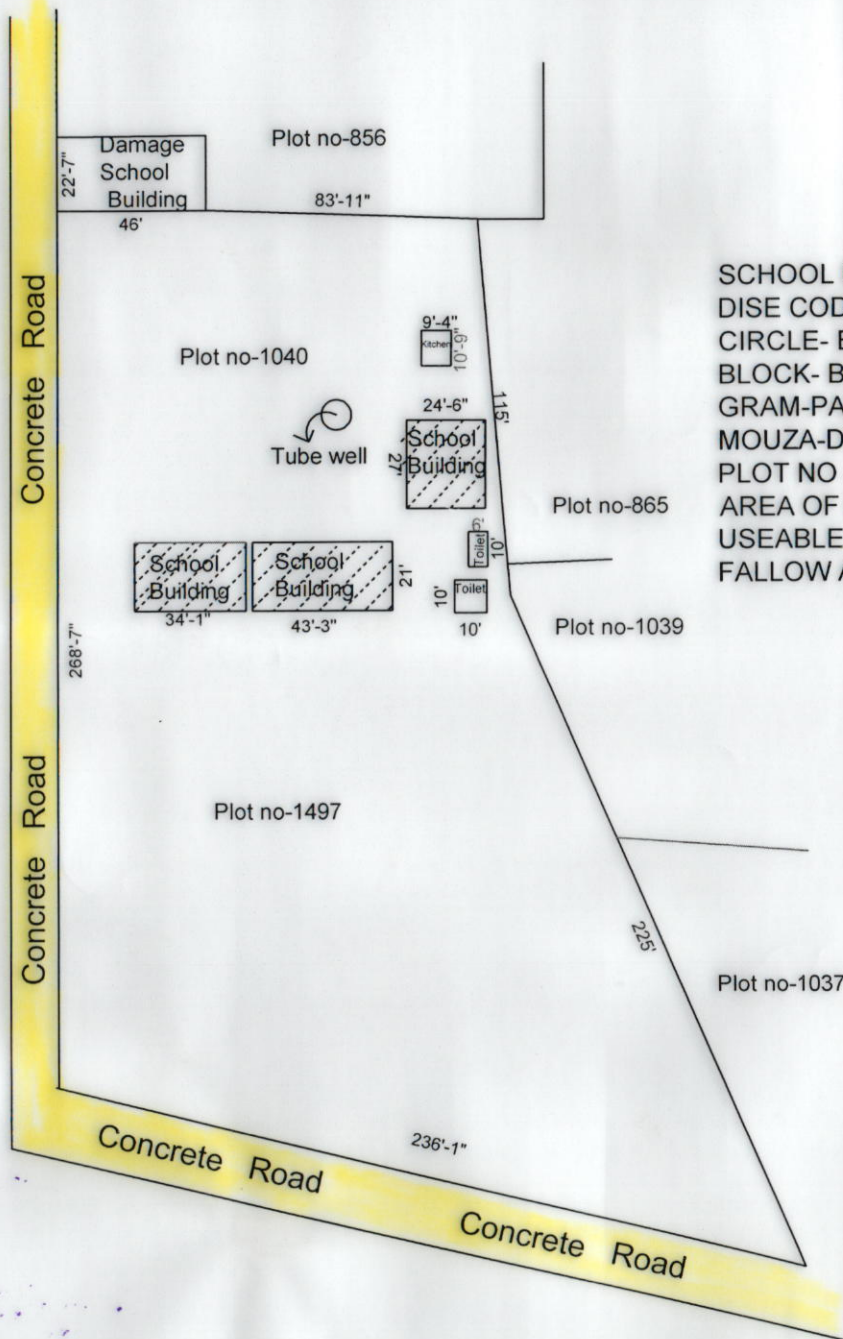 Damage
School
Building
22'-7"
46'
Plot no-856
83'-11"
Concrete Road
Plot no-1040
9'-4"
Kitchen
10'-9"
115'
24'-6"
School
Building
27'
Tube well
Toilet
10'
Toilet
10'
10'
School
Building
34'-1"
School
Building
43'-3"
21'
Plot no-865
Plot no-1039
268'-7"
Concrete Road
Plot no-1497
225'
Plot no-1037
236'-1"
Concrete Road
Concrete Road
SCHOOL
DISE COD
CIRCLE-
BLOCK- B
GRAM-PA
MOUZA-D
PLOT NO
AREA OF
USEABLE
FALLOW